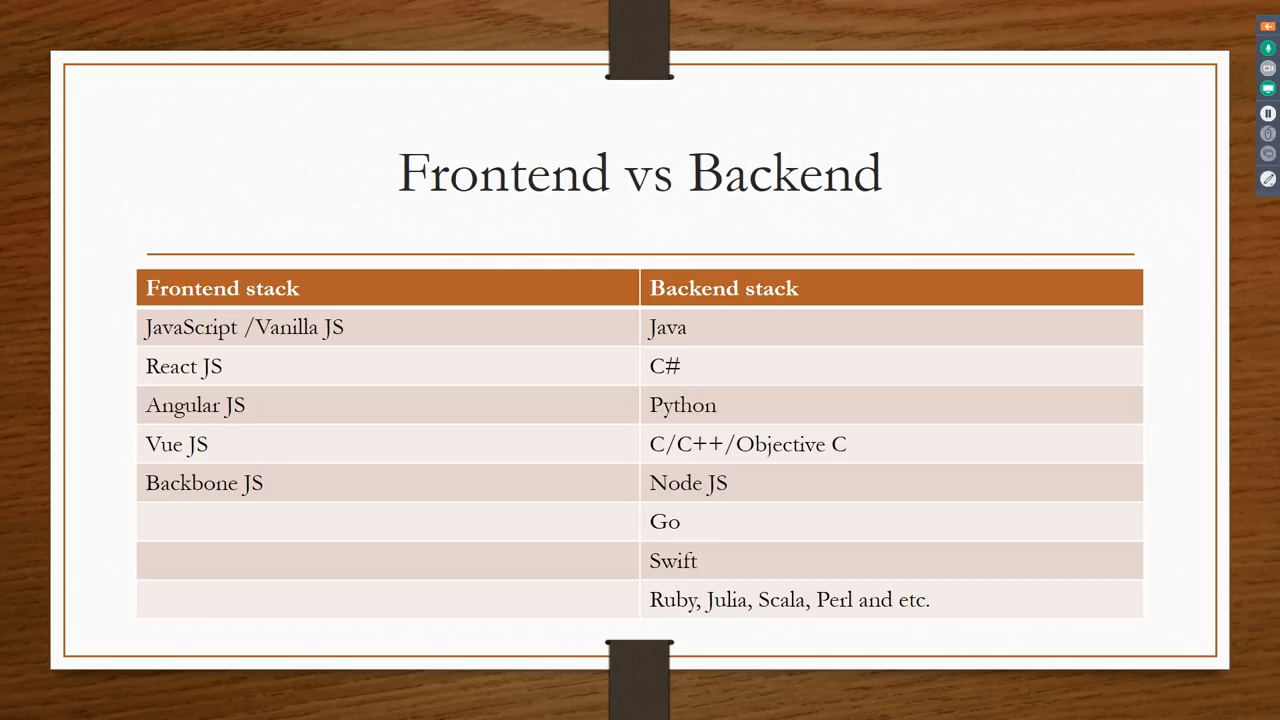 Frontend vs Backend
Frontend stack
Backend stack
JavaScript /Vanilla JS
Java
React JS
C#
Angular JS
Python
Vue JS
C/C++/Objective C
Backbone JS
Node JS
Go
Swift
Ruby, Julia, Scala, Perl and etc.